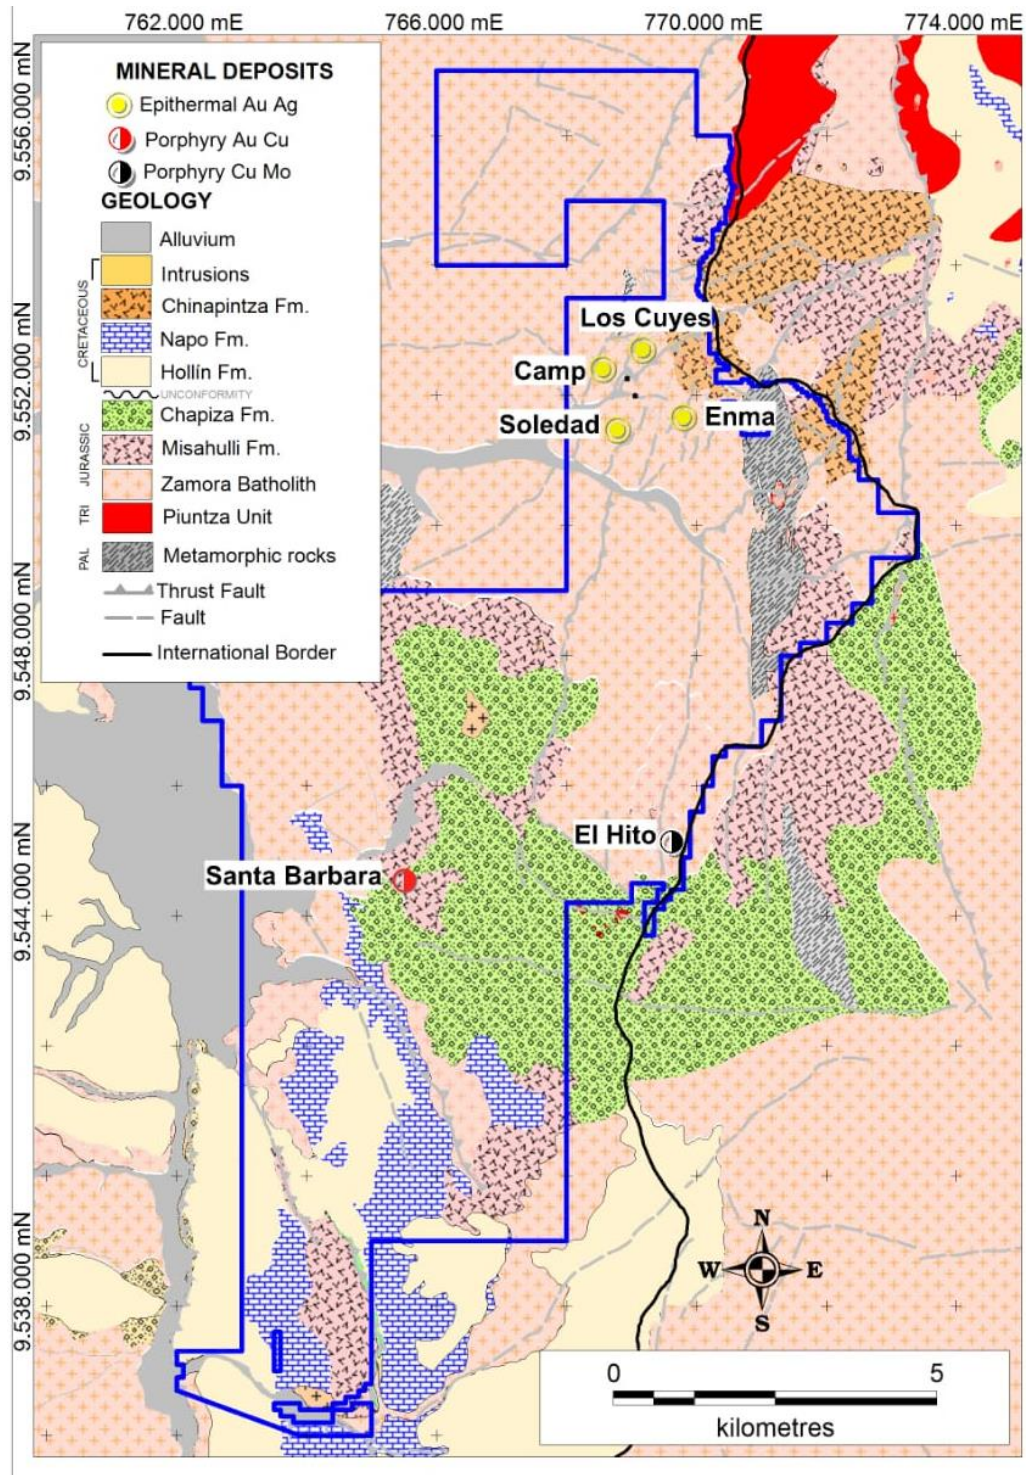 762.000 mE
766.000 mE
770.000 mE
774.000 mE
9.556.000 mN
9.552.000 mN
9.548.000 mN
9.544.000 mN
9.538.000 mN
MINERAL DEPOSITS
Epithermal Au Ag
Porphyry Au Cu
Porphyry Cu Mo
GEOLOGY
Alluvium
CRETACEOUS
Intrusions
Chinapintza Fm.
Napo Fm.
Hollín Fm.
UNCONFORMITY
JURASSIC
Chapiza Fm.
Misahulli Fm.
Zamora Batholith
TRI
Piuntza Unit
PAL
Metamorphic rocks
Thrust Fault
Fault
International Border
Los Cuyes
Camp
Soledad
Enma
El Hito
Santa Barbara
N
W
E
S
0
5
kilometres